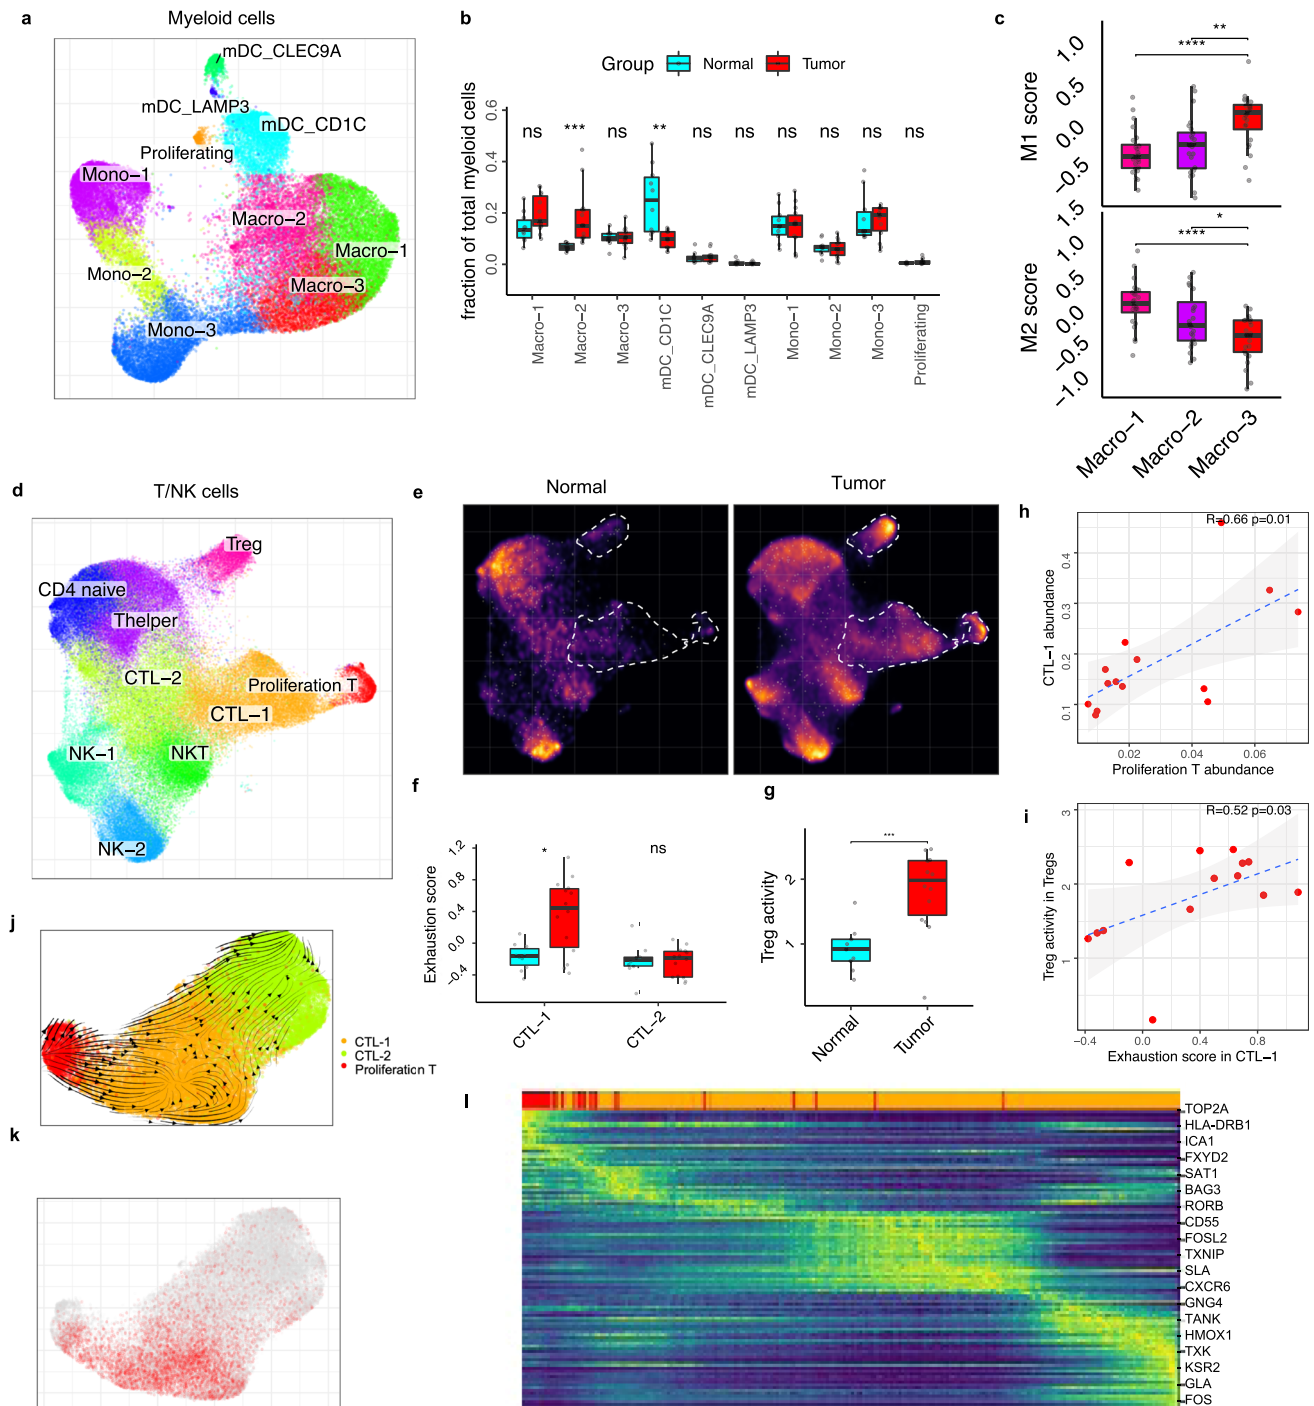 a
Myeloid cells
mDC_CLEC9A
mDC_LAMP3
mDC_CD1C
Proliferating
Mono-1
Macro-2
Macro-1
Mono-2
Macro-3
Mono-3
b
Group Normal Tumor
fraction of total myeloid cells
0.6
0.4
0.2
0.0
ns *** ns ** ns ns ns ns ns ns
Macro-1
Macro-2
Macro-3
mDC_CD1C
mDC_CLEC9A
mDC_LAMP3
Mono-1
Mono-2
Mono-3
Proliferating
c
M1 score
1.0
0.5
0.0
-0.5
**
****
M2 score
1.5
1.0
0.5
0.0
-0.5
-1.0
*
****
Macro-1
Macro-2
Macro-3
d
T/NK cells
Treg
CD4 naive
Thelper
CTL-2
Proliferation T
CTL-1
NK-1
NKT
NK-2
e
Normal
Tumor
f
Exhaustion score
1.2
0.8
0.4
0.0
-0.4
*
ns
CTL-1
CTL-2
g
Treg activity
2
1
***
Normal
Tumor
h
R=0.66 p=0.01
CTL-1 abundance
0.4
0.3
0.2
0.1
0.02 0.04 0.06
Proliferation T abundance
i
R=0.52 p=0.03
Treg activity in Tregs
3
2
1
-0.4 0.0 0.4 0.8
Exhaustion score in CTL-1
j
CTL-1
CTL-2
Proliferation T
k
l
TOP2A
HLA-DRB1
ICA1
FXYD2
SAT1
BAG3
RORB
CD55
FOSL2
TXNIP
SLA
CXCR6
GNG4
TANK
HMOX1
TXK
KSR2
GLA
FOS